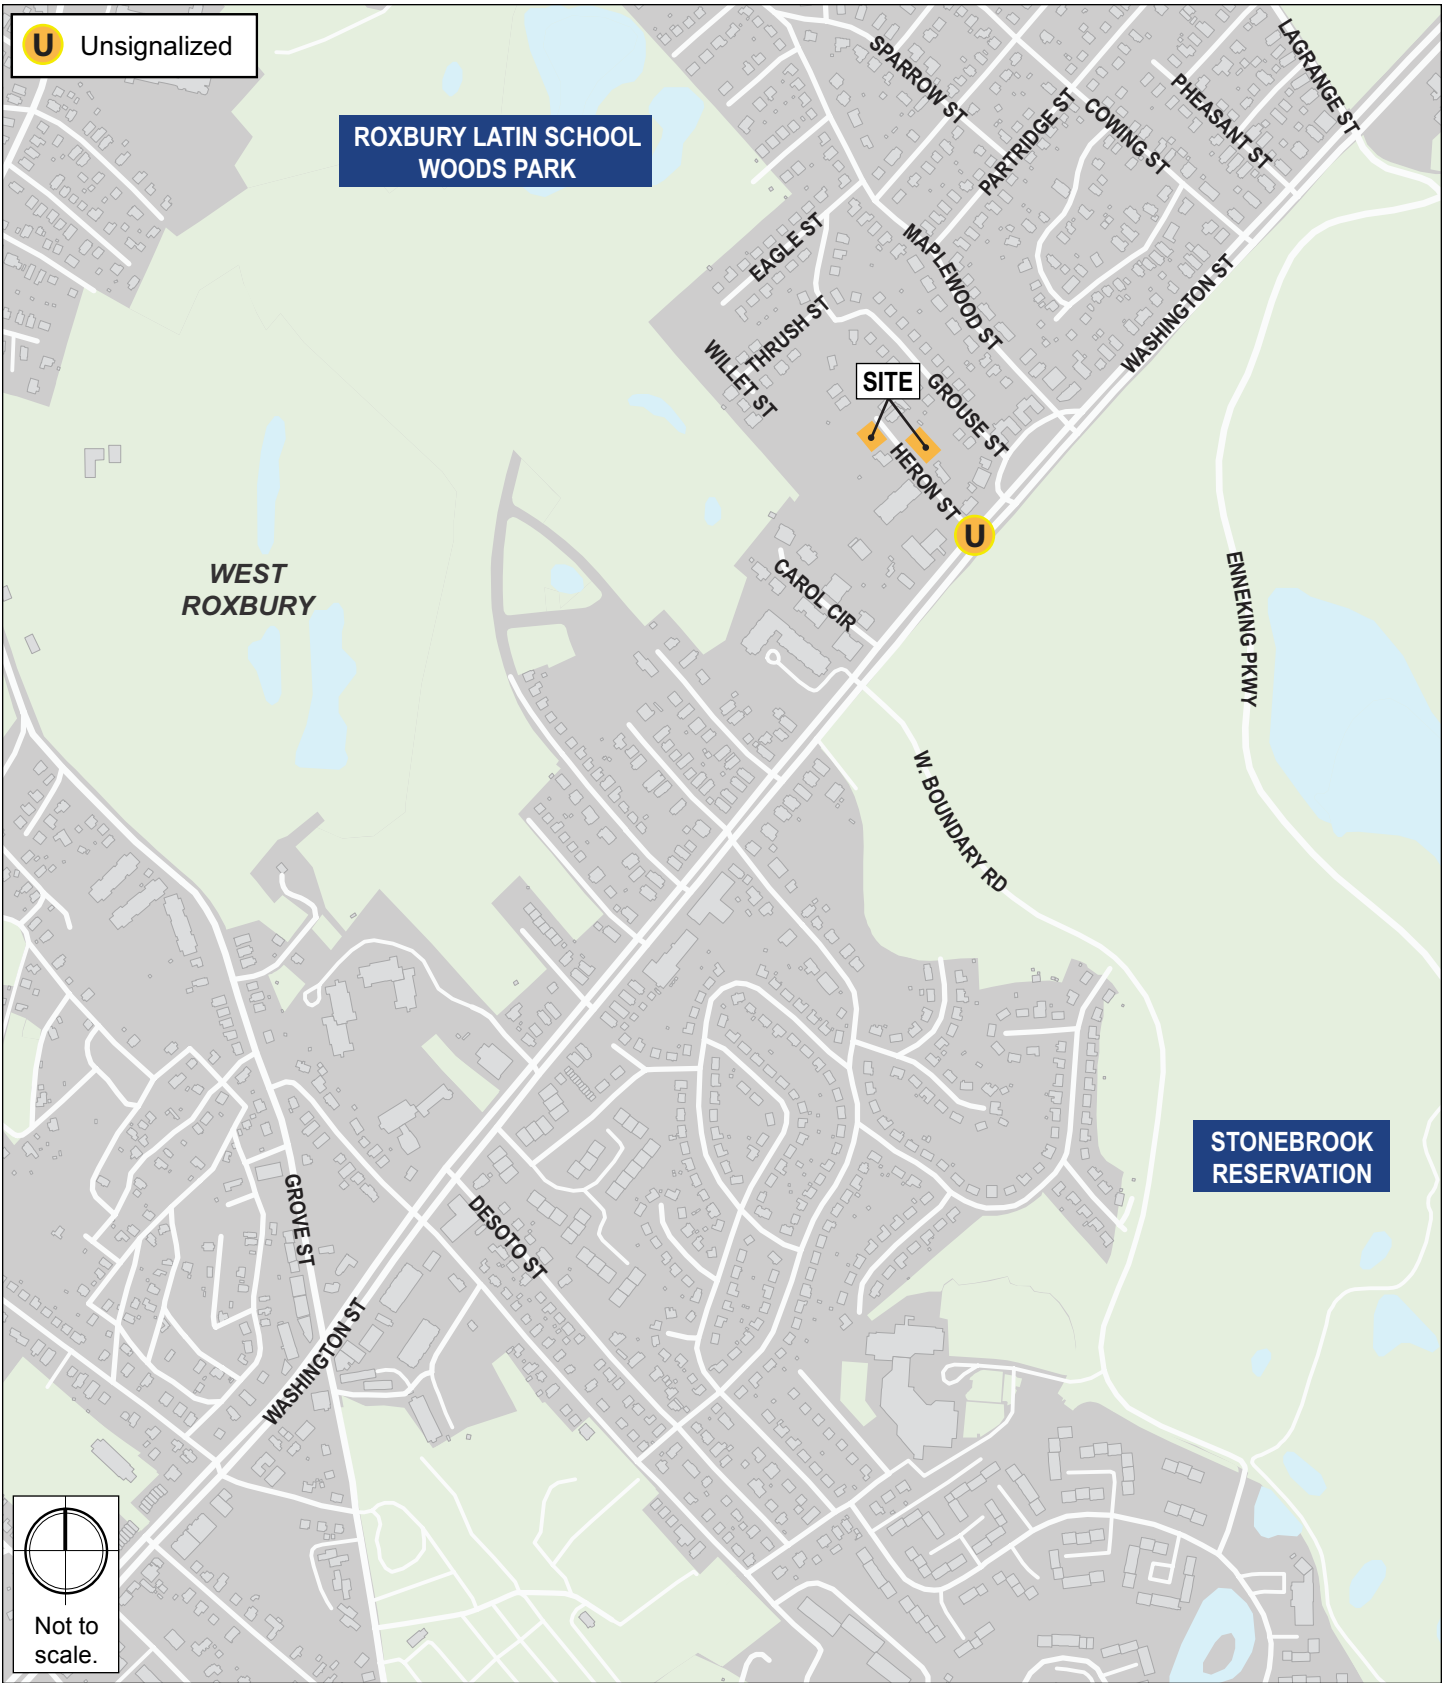 U Unsignalized
ROXBURY LATIN SCHOOL
WOODS PARK
SPARROW ST
PARTRIDGE ST
COWING ST
PHEASANT ST
LAGRANGE ST
EAGLE ST
MAPLEWOOD ST
WASHINGTON ST
THRUSH ST
WILLET ST
SITE
GROUSE ST
HERON ST
U
CAROL CIR
WEST
ROXBURY
ENNEKING PKWY
W. BOUNDARY RD
STONEBROOK
RESERVATION
GROVE ST
DESOTO ST
WASHINGTON ST
Not to
scale.